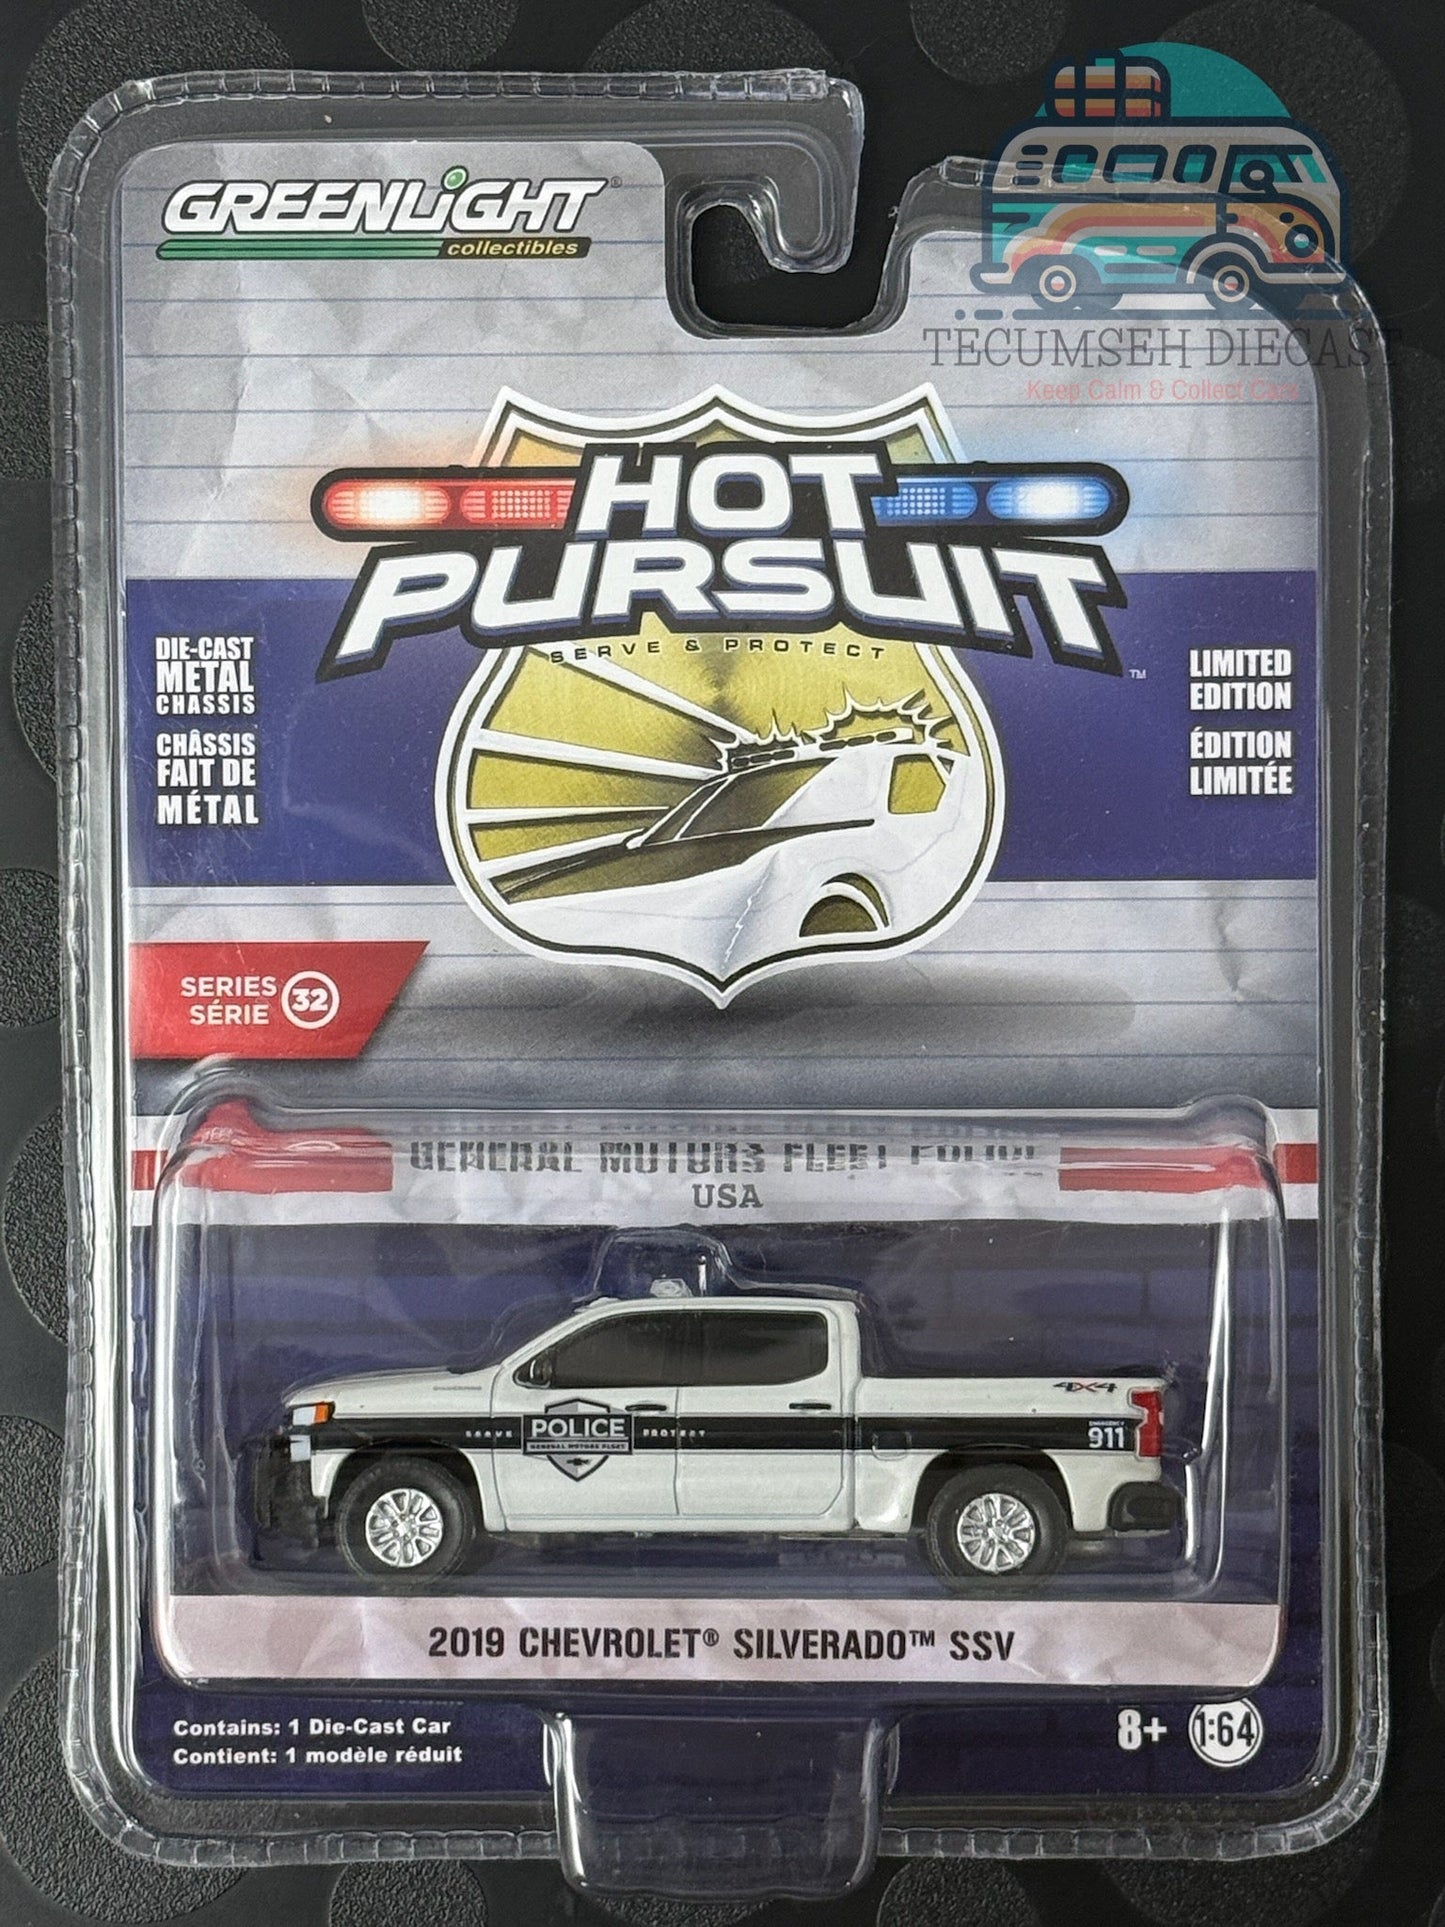 GREENLiGHT®
collectibles
TECUMSEH DIECAST
Keep Calm & Collect Cars
HOT
PURSUIT
™
SERVE & PROTECT
DIE-CAST
METAL
CHASSIS
CHÂSSIS
FAIT DE
MÉTAL
LIMITED
EDITION
ÉDITION
LIMITÉE
SERIES
SÉRIE
32
GENERAL MOTORS FLEET POLICE
USA
4X4
SERVE POLICE PROTECT
GENERAL MOTORS FLEET
EMERGENCY
911
2019 CHEVROLET® SILVERADO™ SSV
Contains: 1 Die-Cast Car
Contient: 1 modèle réduit
8+ 1:64